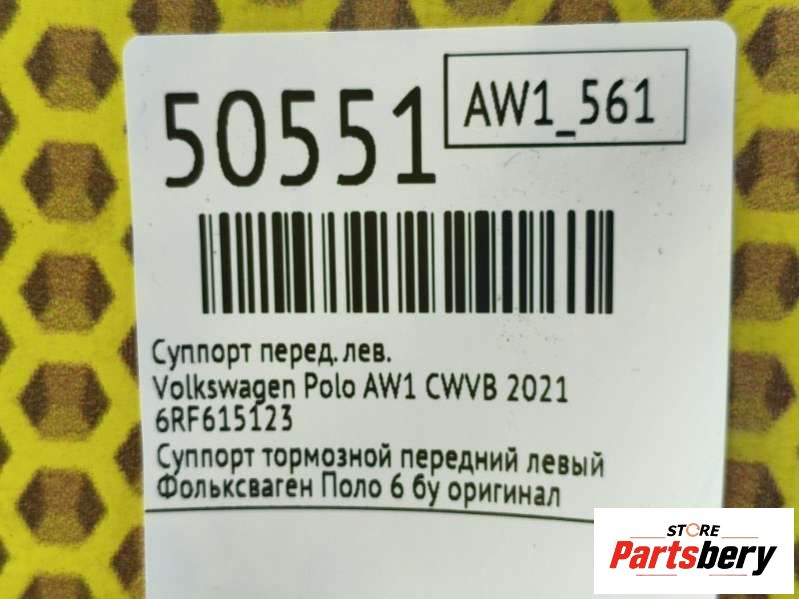 50551
AW1_561
Суппорт перед. лев.
Volkswagen Polo AW1 CWVB 2021
6RF615123
Суппорт тормозной передний левый
Фольксваген Поло 6 бу оригинал
STORE
Partsbery